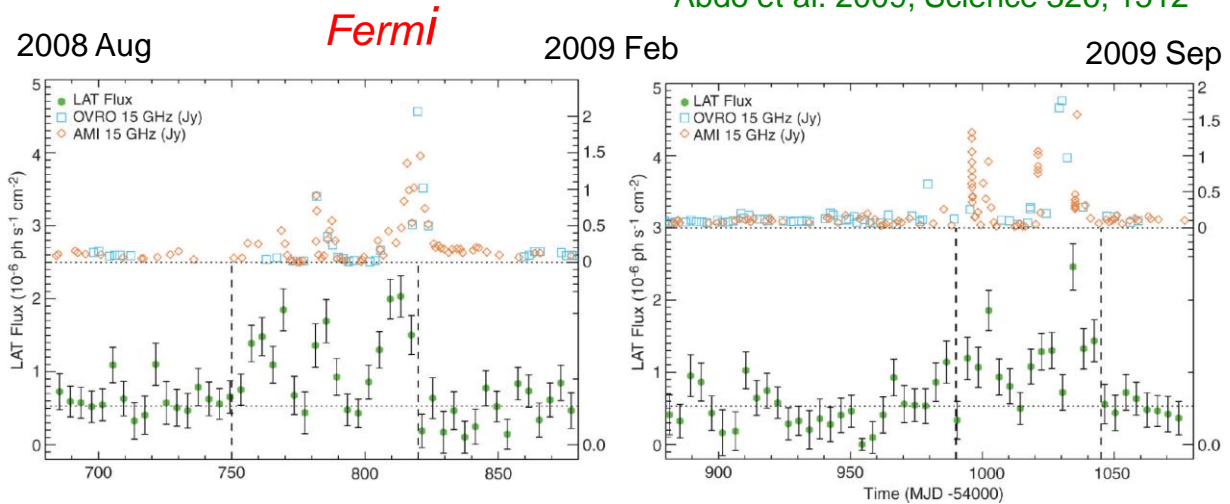 Abdo et al. 2009, Science 326, 1512
2008 Aug
Fermi
2009 Feb
2009 Sep
5
4
3
2
1
0
LAT Flux (10⁻⁶ ph s⁻¹ cm⁻²)
LAT Flux
OVRO 15 GHz (Jy)
AMI 15 GHz (Jy)
2
1.5
1
0.5
0
0.0
700
750
800
850
5
4
3
2
1
0
LAT Flux (10⁻⁶ ph s⁻¹ cm⁻²)
LAT Flux
OVRO 15 GHz (Jy)
AMI 15 GHz (Jy)
2
1.5
1
0.5
0
0.0
900
950
1000
1050
Time (MJD -54000)